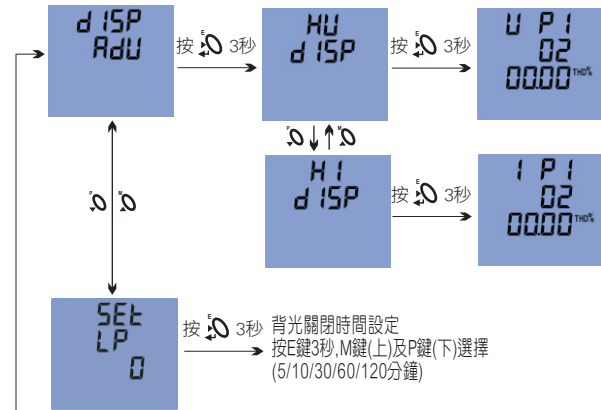 dISP
AdU
按 E 3秒
HU
dISP
按 E 3秒
U P1
02
00.00 THD%
P M
H1
dISP
按 E 3秒
1 P1
02
00.00 THD%
P M
SEt
LP
0
按 E 3秒
背光關閉時間設定
按E鍵3秒,M鍵(上)及P鍵(下)選擇
(5/10/30/60/120分鐘)